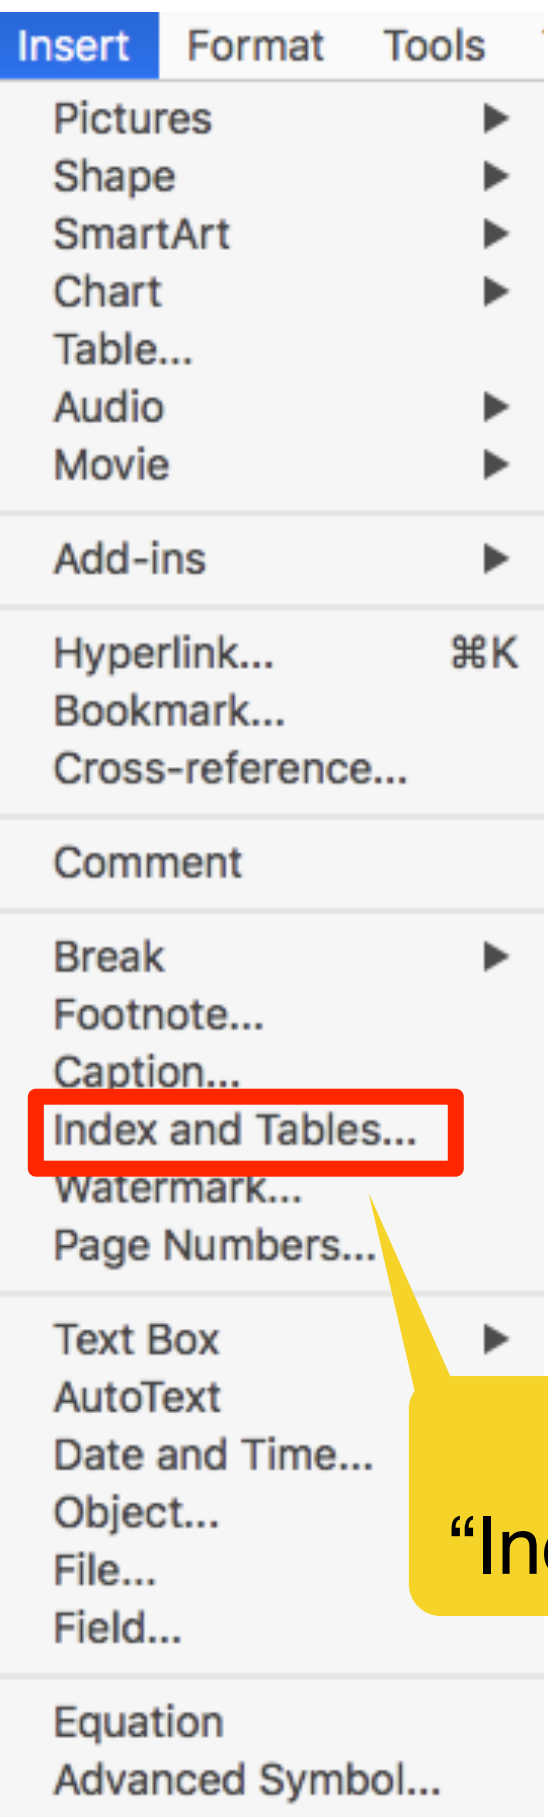 Insert Format Tools
Pictures ▶
Shape ▶
SmartArt ▶
Chart ▶
Table...
Audio ▶
Movie ▶
Add-ins ▶
Hyperlink... ⌘K
Bookmark...
Cross-reference...
Comment
Break ▶
Footnote...
Caption...
Index and Tables...
Watermark...
Page Numbers...
Text Box ▶
AutoText
Date and Time...
Object...
“In
File...
Field...
Equation
Advanced Symbol...